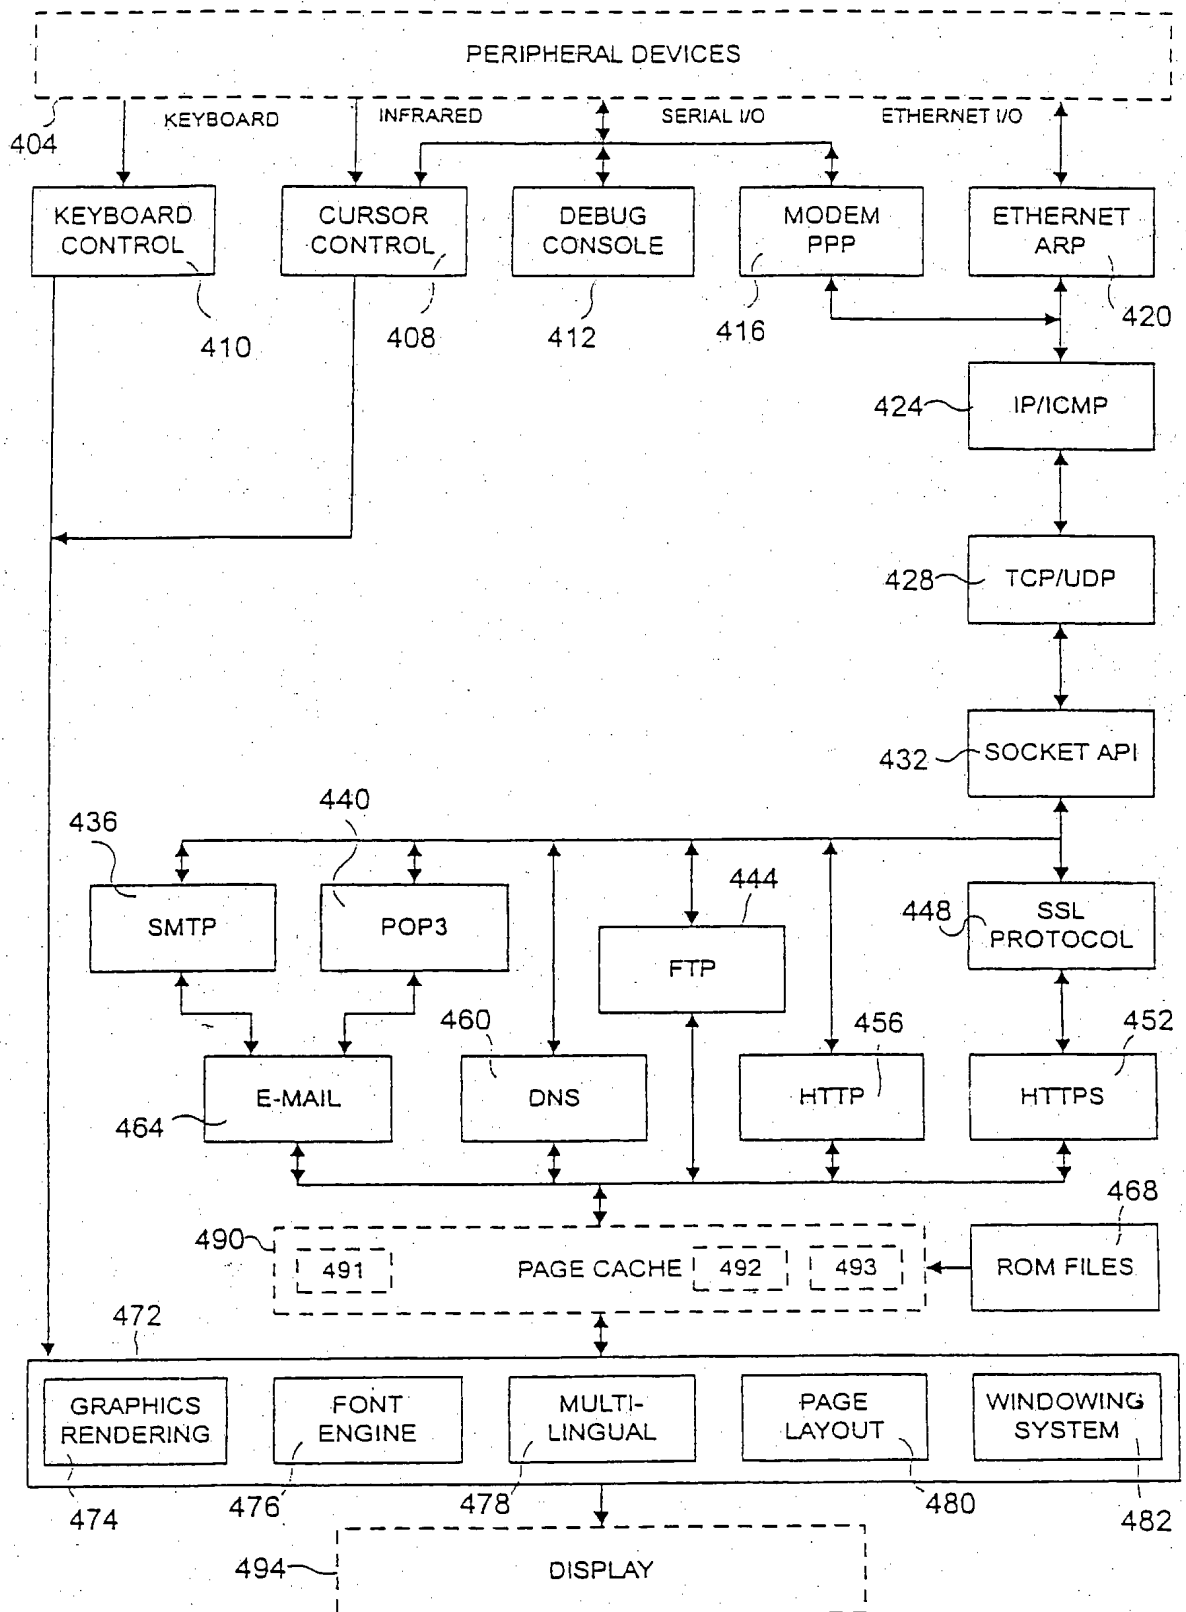 PERIPHERAL DEVICES
404
KEYBOARD
INFRARED
SERIAL I/O
ETHERNET I/O
KEYBOARD
CONTROL
410
CURSOR
CONTROL
408
DEBUG
CONSOLE
412
MODEM
PPP
416
ETHERNET
ARP
420
424
IP/ICMP
428
TCP/UDP
432
SOCKET API
436
SMTP
440
POP3
444
FTP
448
SSL
PROTOCOL
464
E-MAIL
460
DNS
456
HTTP
452
HTTPS
490
491
PAGE CACHE
492
493
468
ROM FILES
472
GRAPHICS
RENDERING
474
FONT
ENGINE
476
MULTI-
LINGUAL
478
PAGE
LAYOUT
480
WINDOWING
SYSTEM
482
494
DISPLAY